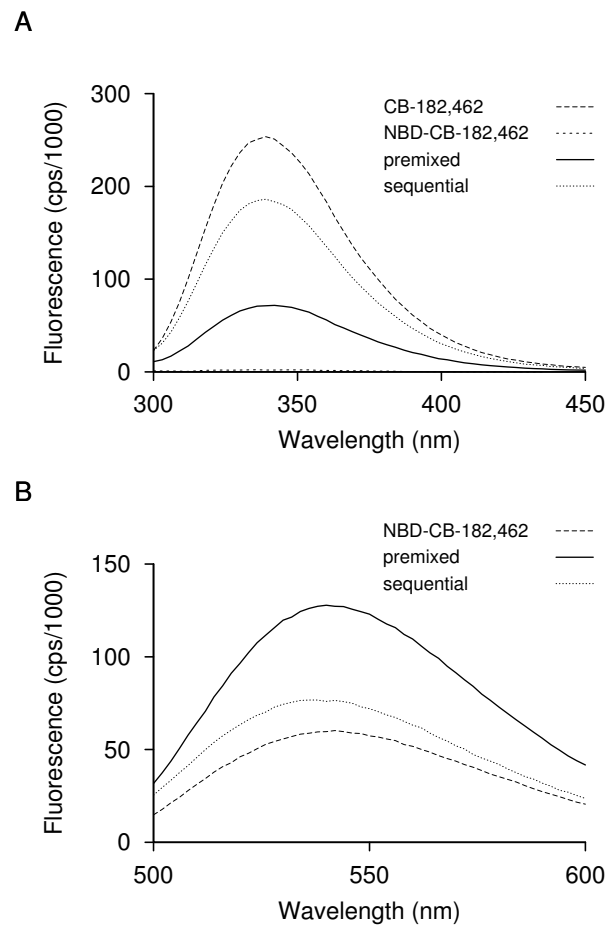 A
Fluorescence (cps/1000)
300
200
100
0
CB-182,462
NBD-CB-182,462
premixed
sequential
300 350 400 450
Wavelength (nm)
B
Fluorescence (cps/1000)
150
100
50
0
NBD-CB-182,462
premixed
sequential
500 550 600
Wavelength (nm)